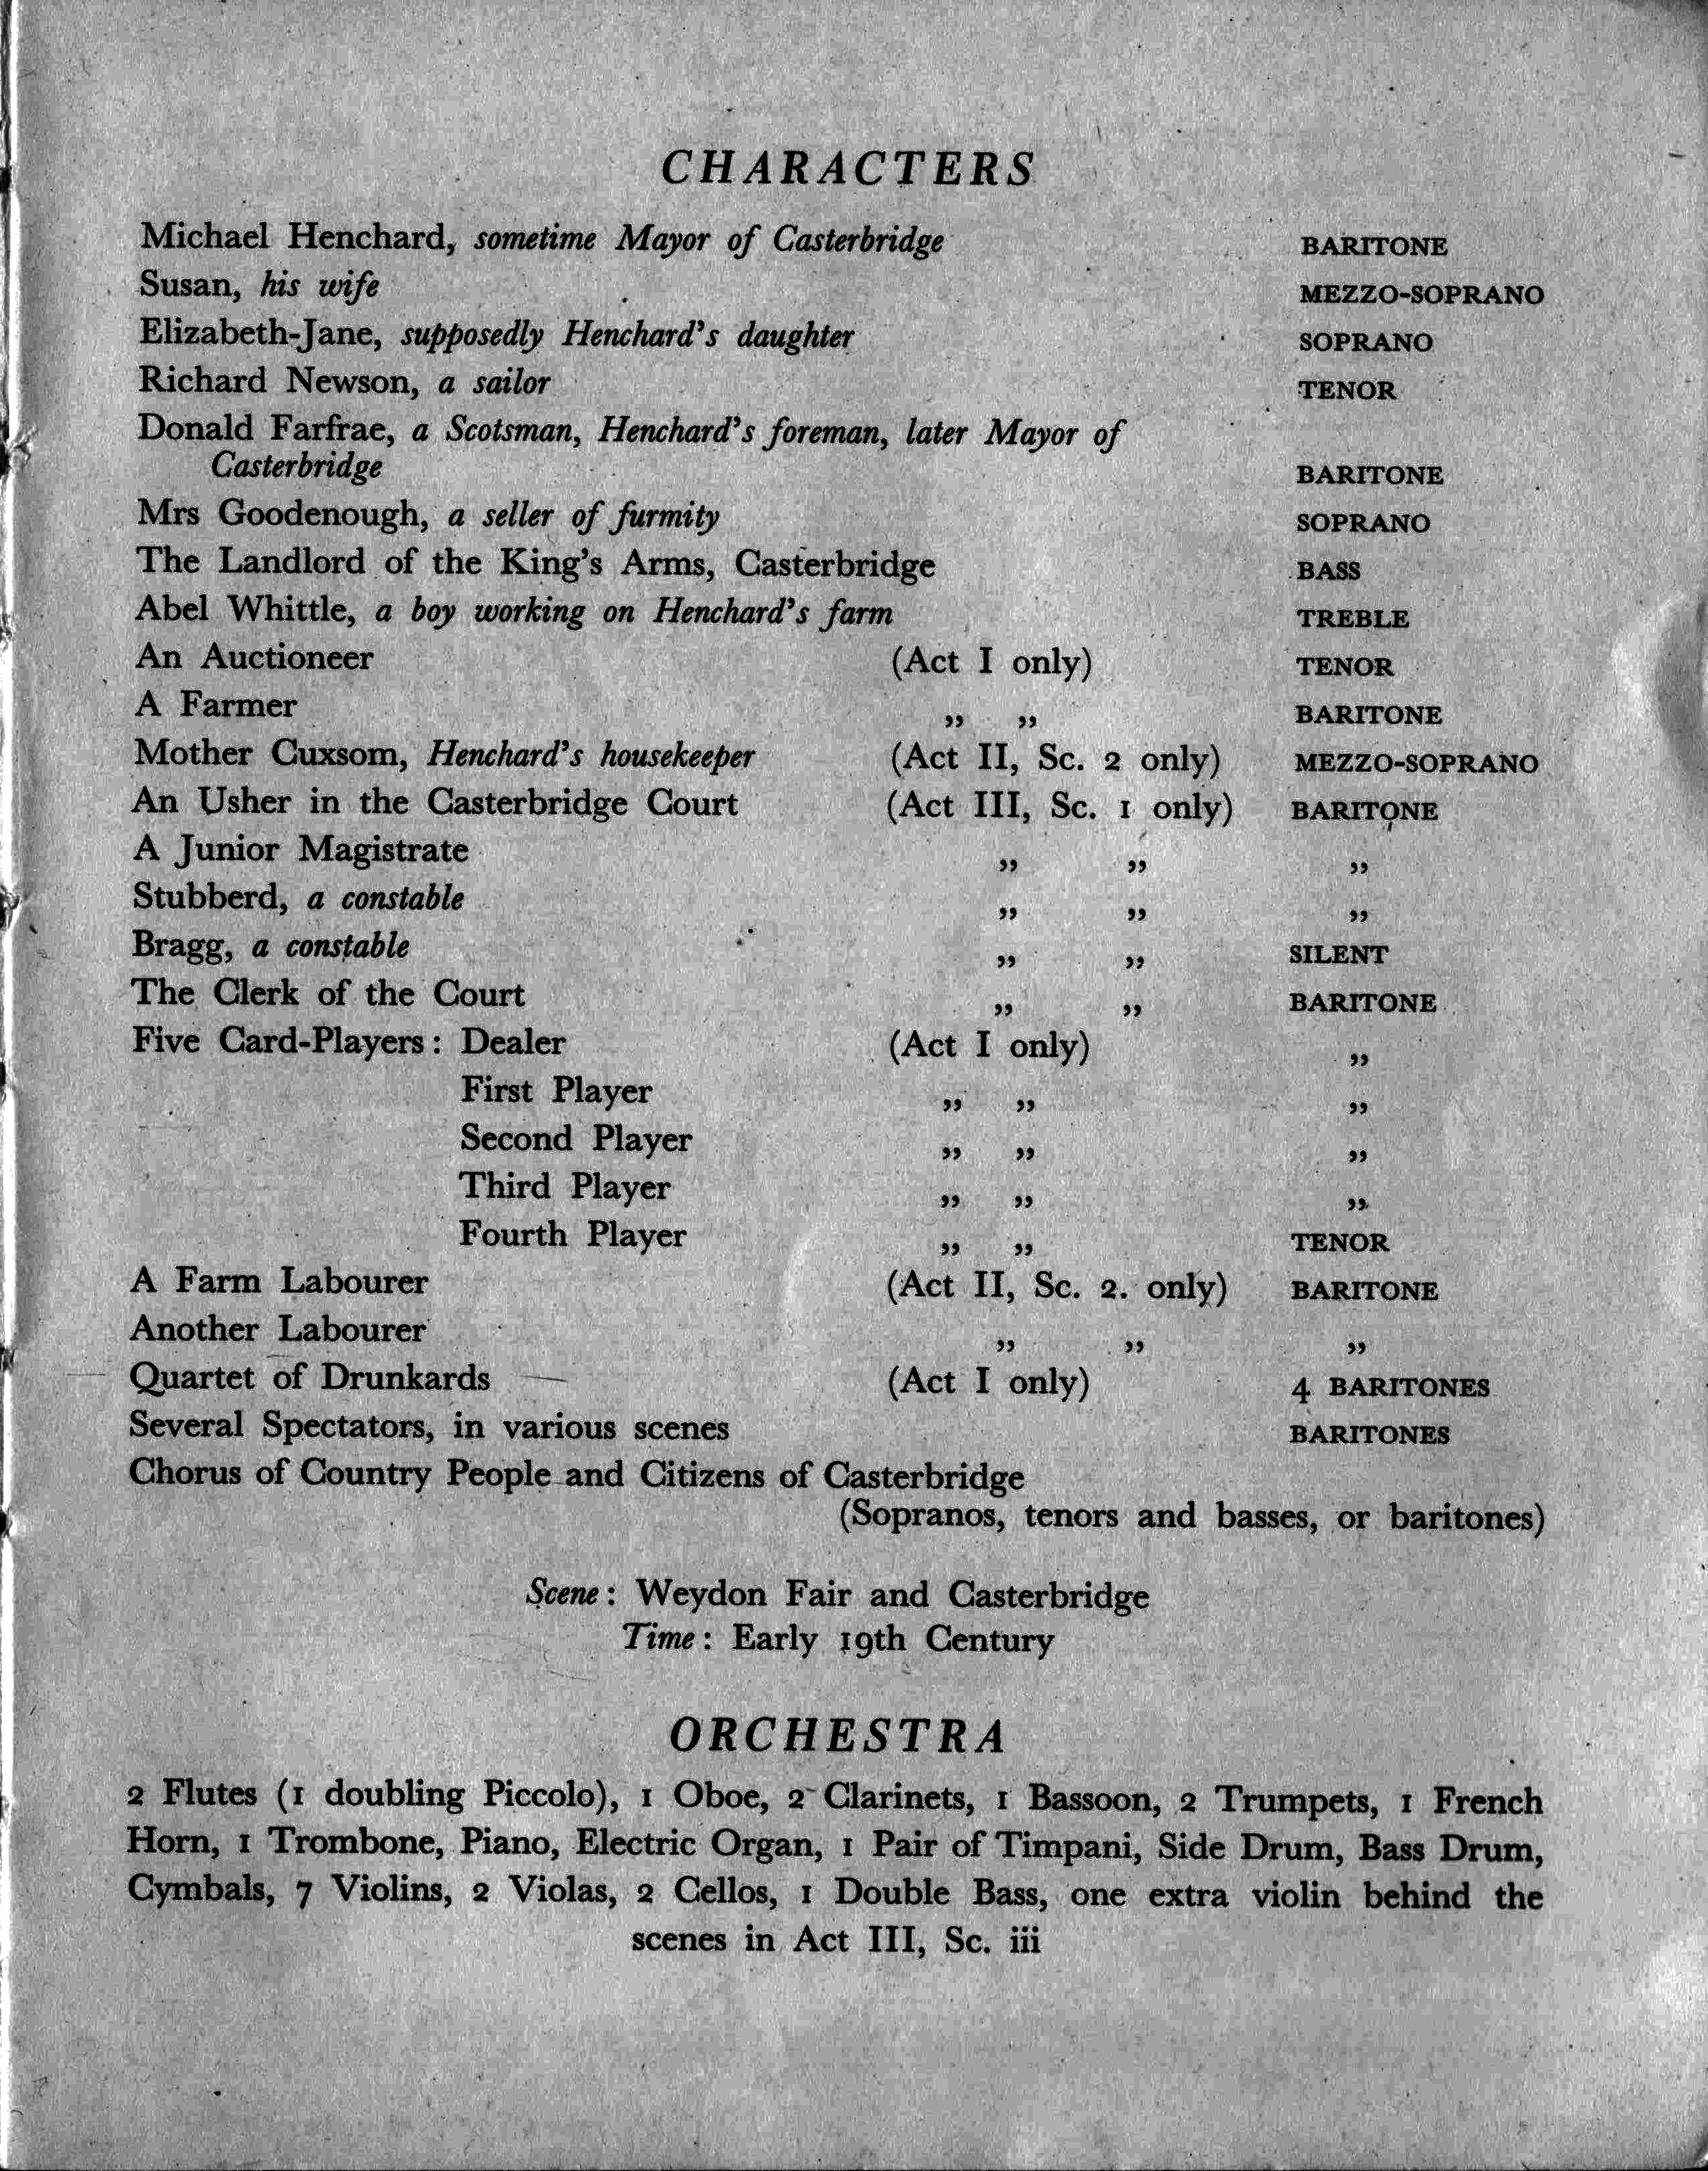 CHARACTERS
Michael Henchard, sometime Mayor of Casterbridge BARITONE
Susan, his wife MEZZO-SOPRANO
Elizabeth-Jane, supposedly Henchard's daughter SOPRANO
Richard Newson, a sailor TENOR
Donald Farfrae, a Scotsman, Henchard's foreman, later Mayor of
Casterbridge BARITONE
Mrs Goodenough, a seller of furmity SOPRANO
The Landlord of the King's Arms, Casterbridge BASS
Abel Whittle, a boy working on Henchard's farm TREBLE
An Auctioneer (Act I only) TENOR
A Farmer ,, ,, BARITONE
Mother Cuxsom, Henchard's housekeeper (Act II, Sc. 2 only) MEZZO-SOPRANO
An Usher in the Casterbridge Court (Act III, Sc. 1 only) BARITONE
A Junior Magistrate ,, ,, ,,
Stubberd, a constable ,, ,, ,,
Bragg, a constable ,, ,, SILENT
The Clerk of the Court ,, ,, BARITONE
Five Card-Players: Dealer (Act I only) ,,
First Player ,, ,, ,,
Second Player ,, ,, ,,
Third Player ,, ,, ,,
Fourth Player ,, ,, TENOR
A Farm Labourer (Act II, Sc. 2. only) BARITONE
Another Labourer ,, ,, ,,
Quartet of Drunkards (Act I only) 4 BARITONES
Several Spectators, in various scenes BARITONES
Chorus of Country People and Citizens of Casterbridge
(Sopranos, tenors and basses, or baritones)
Scene: Weydon Fair and Casterbridge
Time: Early 19th Century
ORCHESTRA
2 Flutes (1 doubling Piccolo), 1 Oboe, 2 Clarinets, 1 Bassoon, 2 Trumpets, 1 French
Horn, 1 Trombone, Piano, Electric Organ, 1 Pair of Timpani, Side Drum, Bass Drum,
Cymbals, 7 Violins, 2 Violas, 2 Cellos, 1 Double Bass, one extra violin behind the
scenes in Act III, Sc. iii